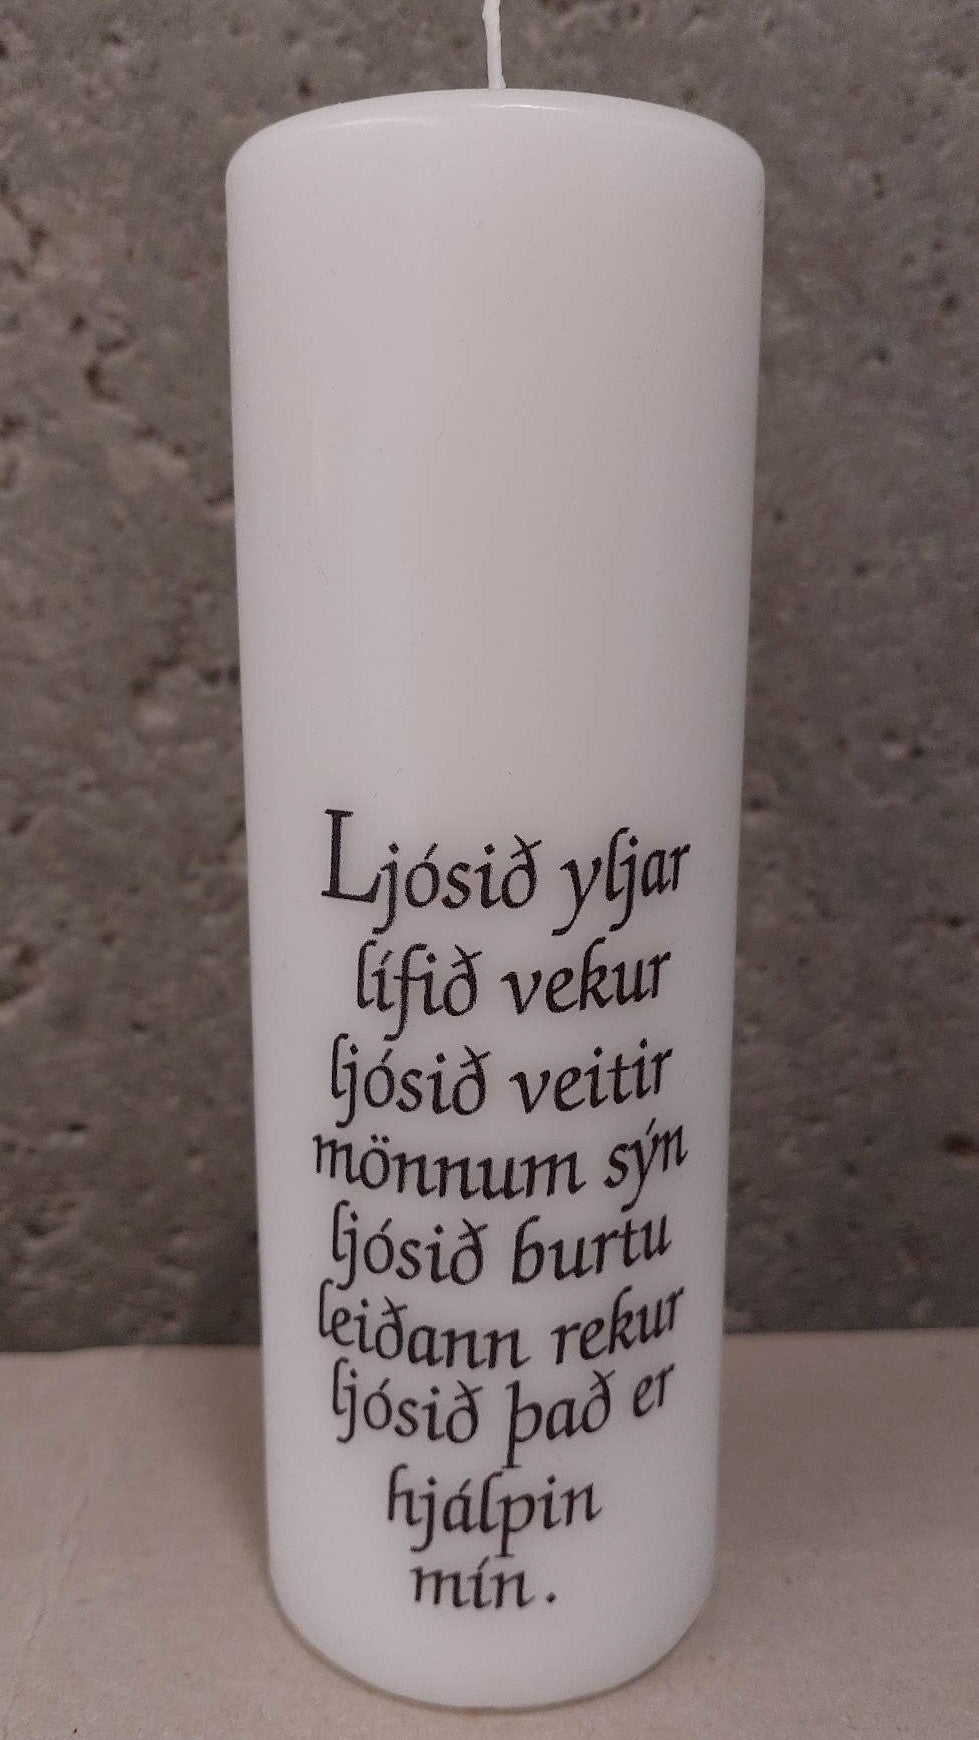 Ljósið yljar
lífið vekur
ljósið veitir
mönnum sýn
ljósið burtu
leiðann rekur
ljósið það er
hjálpin
mín.